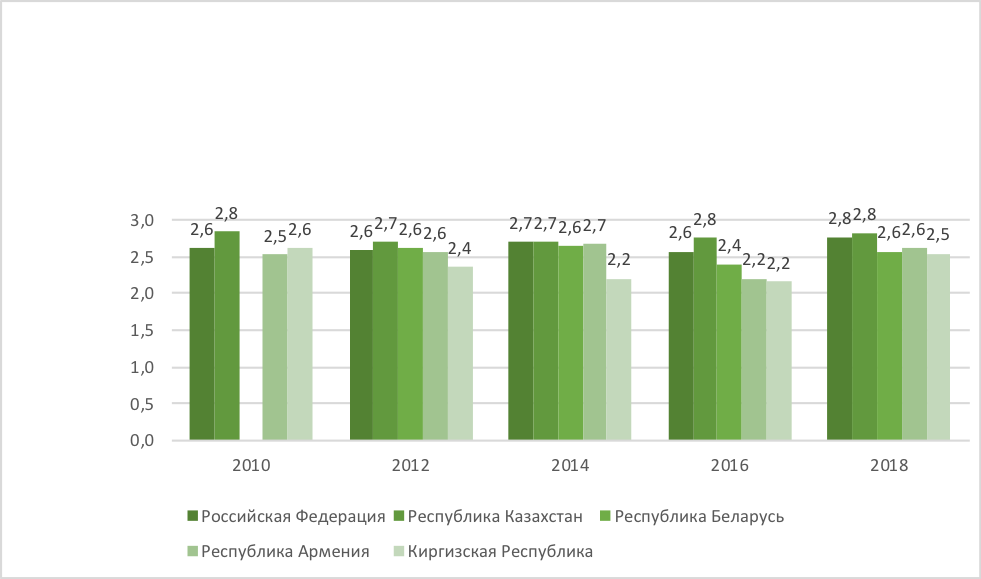 2,6 2,8 2,5 2,6
2,6 2,7 2,6 2,6 2,4
2,7 2,7 2,6 2,7 2,2
2,6 2,8 2,4 2,2 2,2
2,8 2,8 2,6 2,6 2,5
3,0
2,5
2,0
1,5
1,0
0,5
0,0
2010 2012 2014 2016 2018
Российская Федерация Республика Казахстан Республика Беларусь
Республика Армения Киргизская Республика